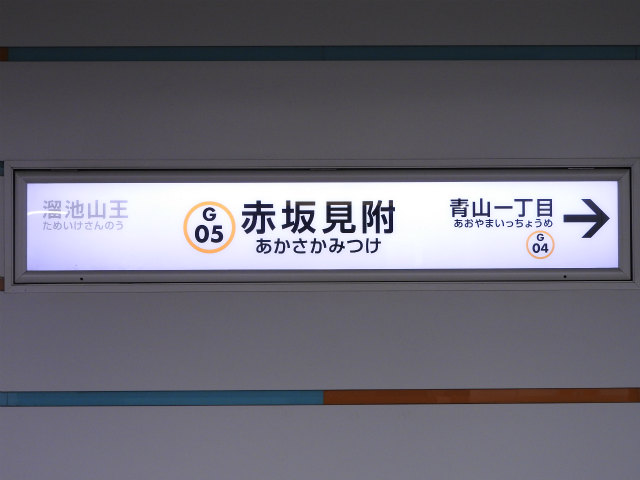 溜池山王
ためいけさんのう
G
05
赤坂見附
あかさかみつけ
青山一丁目
あおやまいっちょうめ
G
04